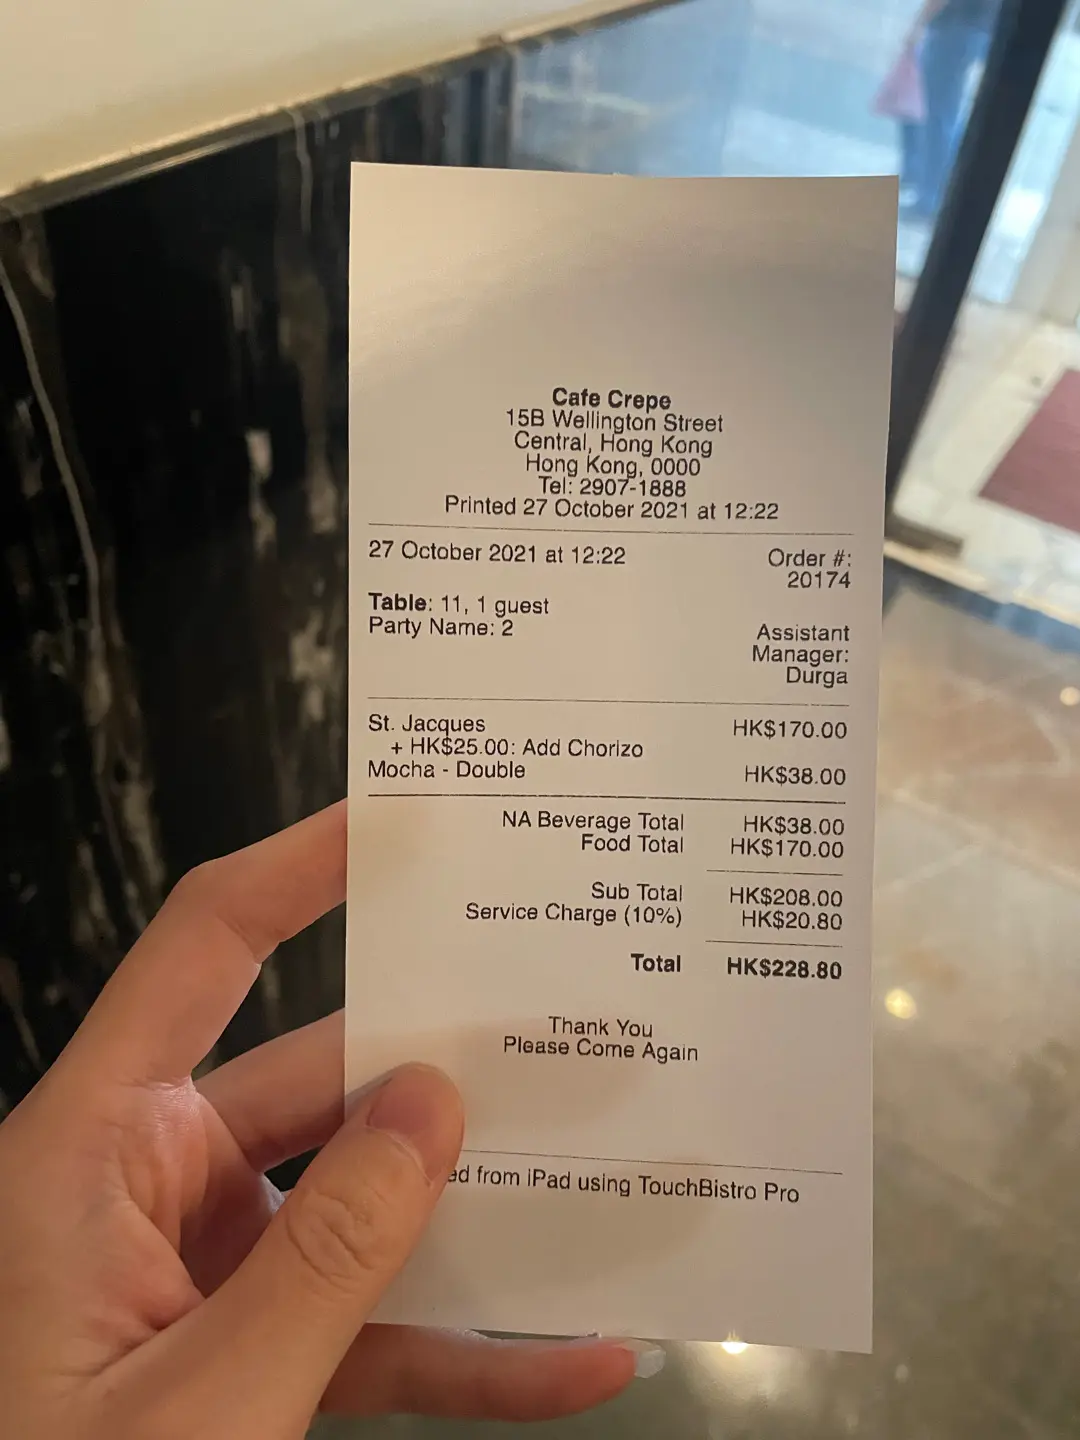 Cafe Crepe
15B Wellington Street
Central, Hong Kong
Hong Kong, 0000
Tel: 2907-1888
Printed 27 October 2021 at 12:22
27 October 2021 at 12:22
Order #:
20174
Table: 11, 1 guest
Party Name: 2
Assistant
Manager:
Durga
St. Jacques HK$170.00
+ HK$25.00: Add Chorizo
Mocha - Double HK$38.00
NA Beverage Total HK$38.00
Food Total HK$170.00
Sub Total HK$208.00
Service Charge (10%) HK$20.80
Total HK$228.80
Thank You
Please Come Again
from iPad using TouchBistro Pro